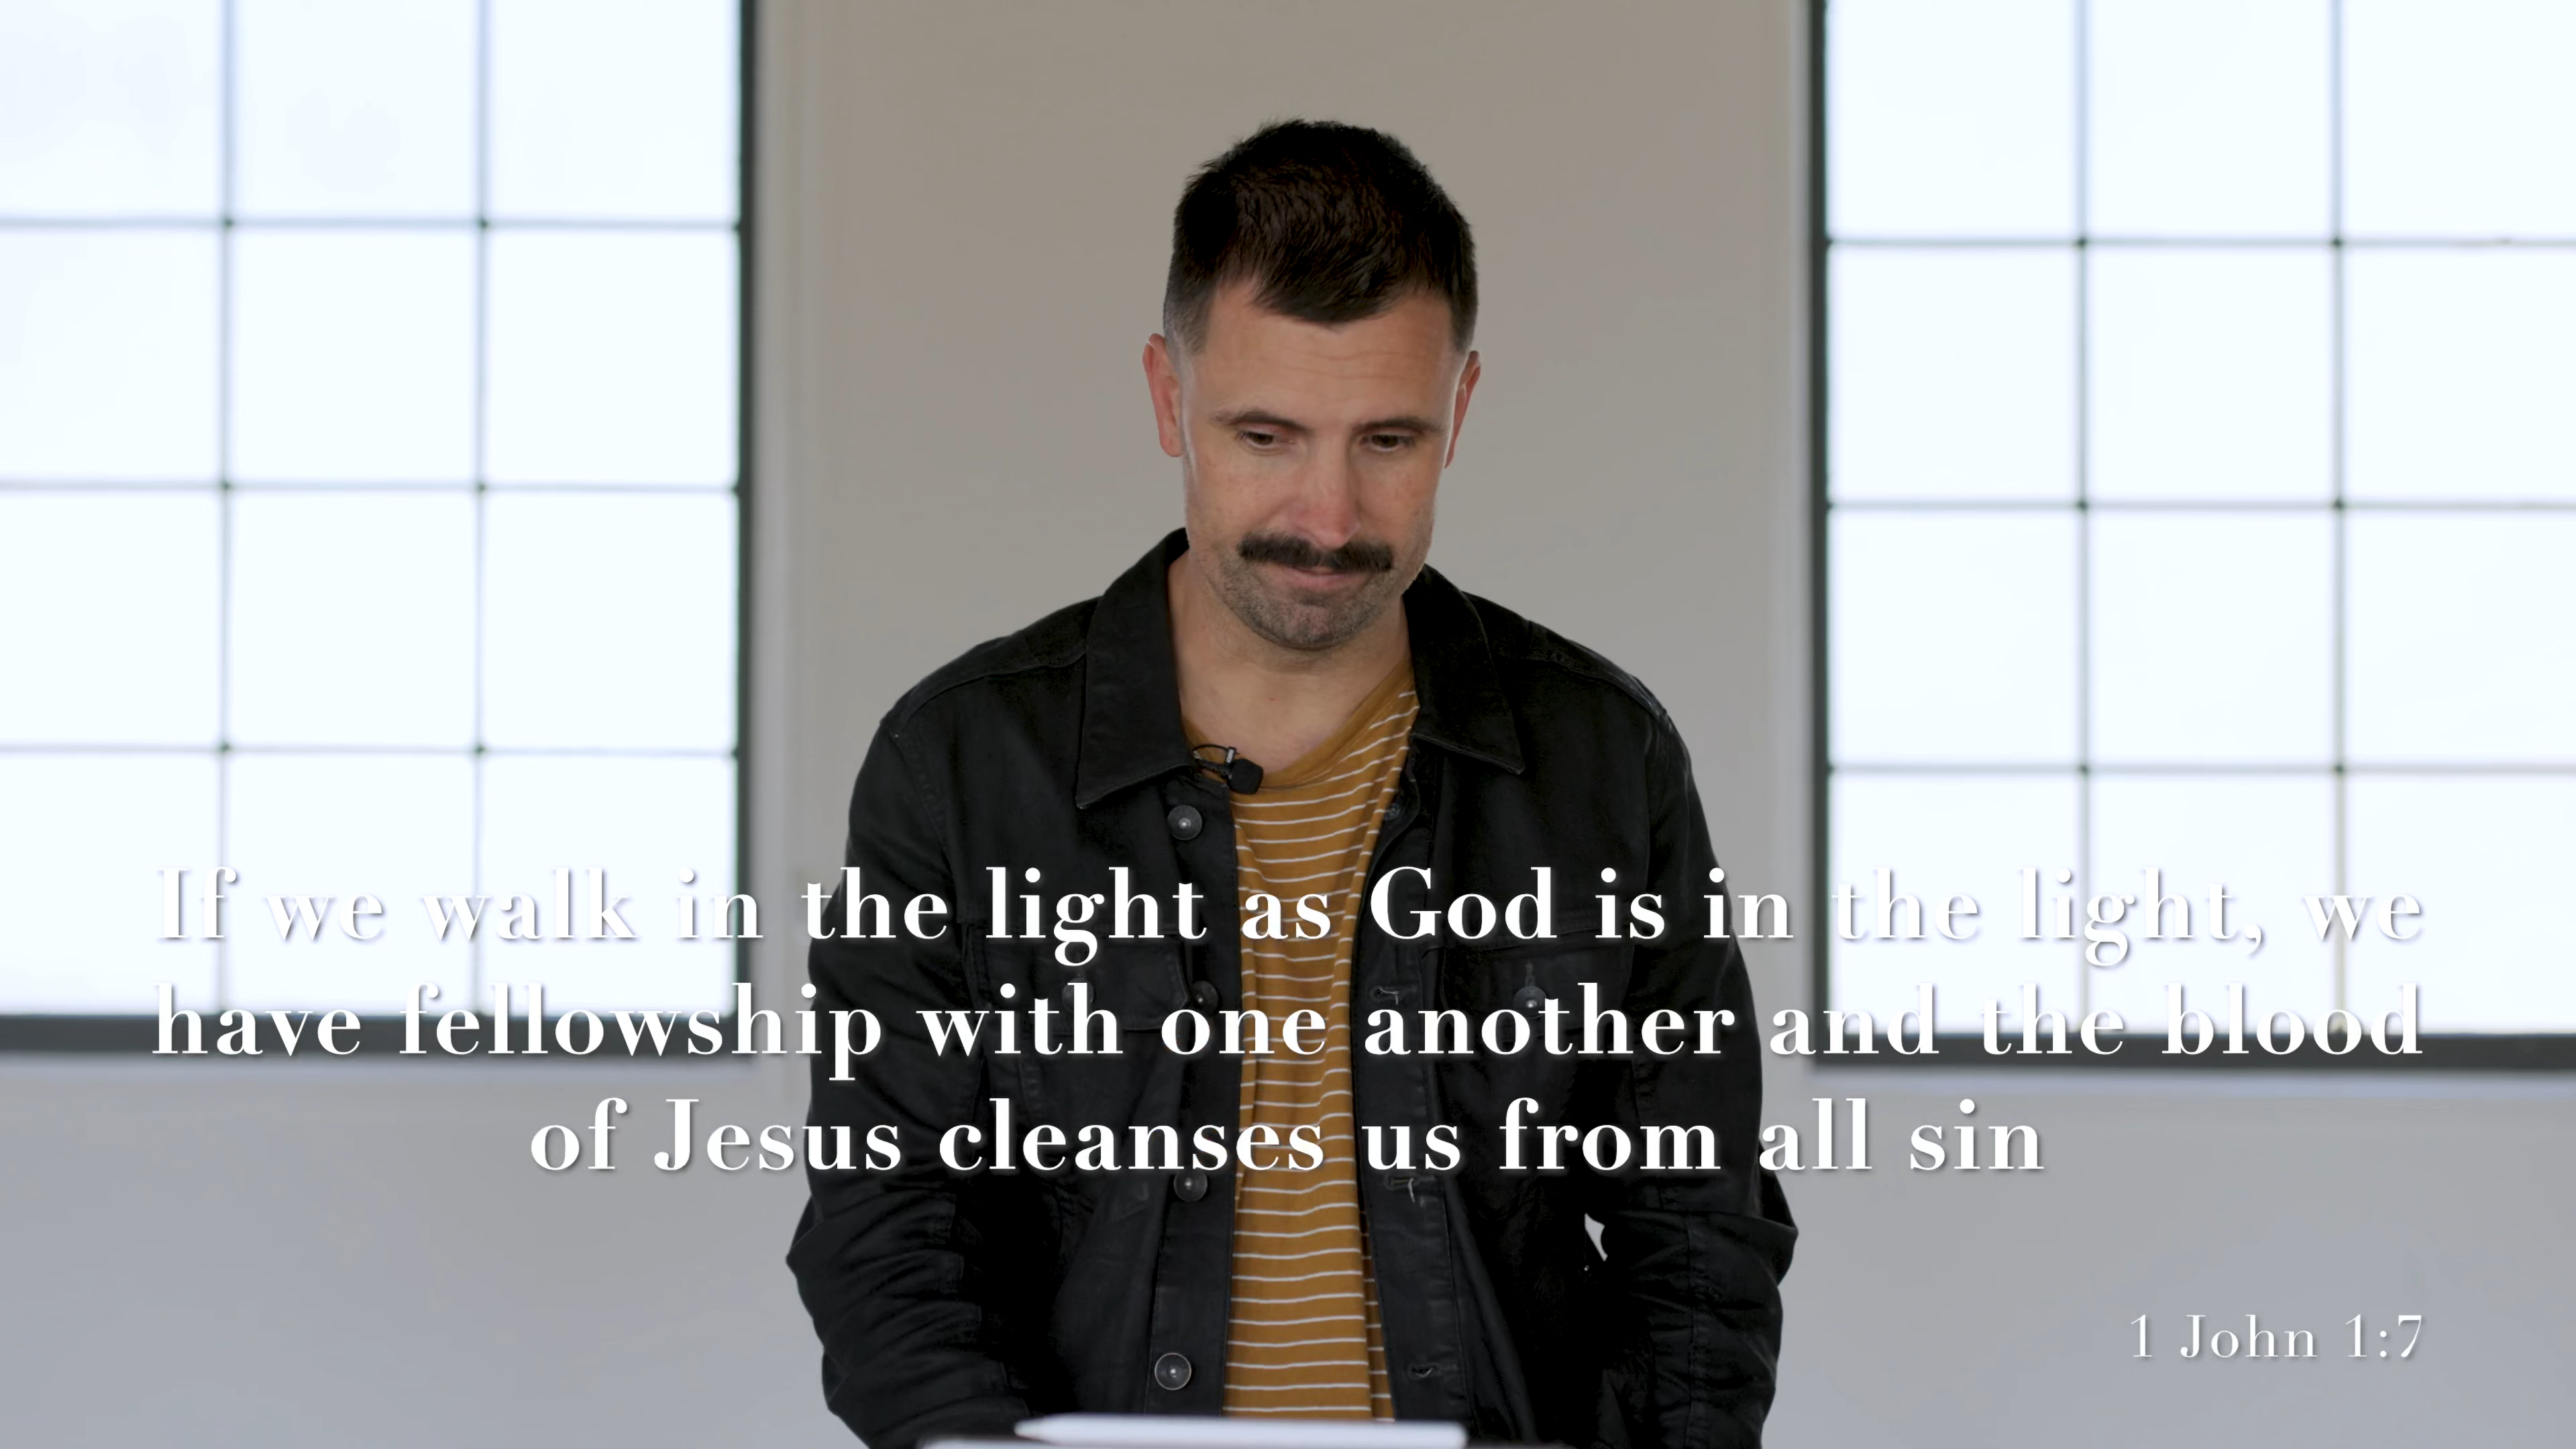 If we walk in the light as God is in the light, we
have fellowship with one another and the blood
of Jesus cleanses us from all sin
1 John 1:7